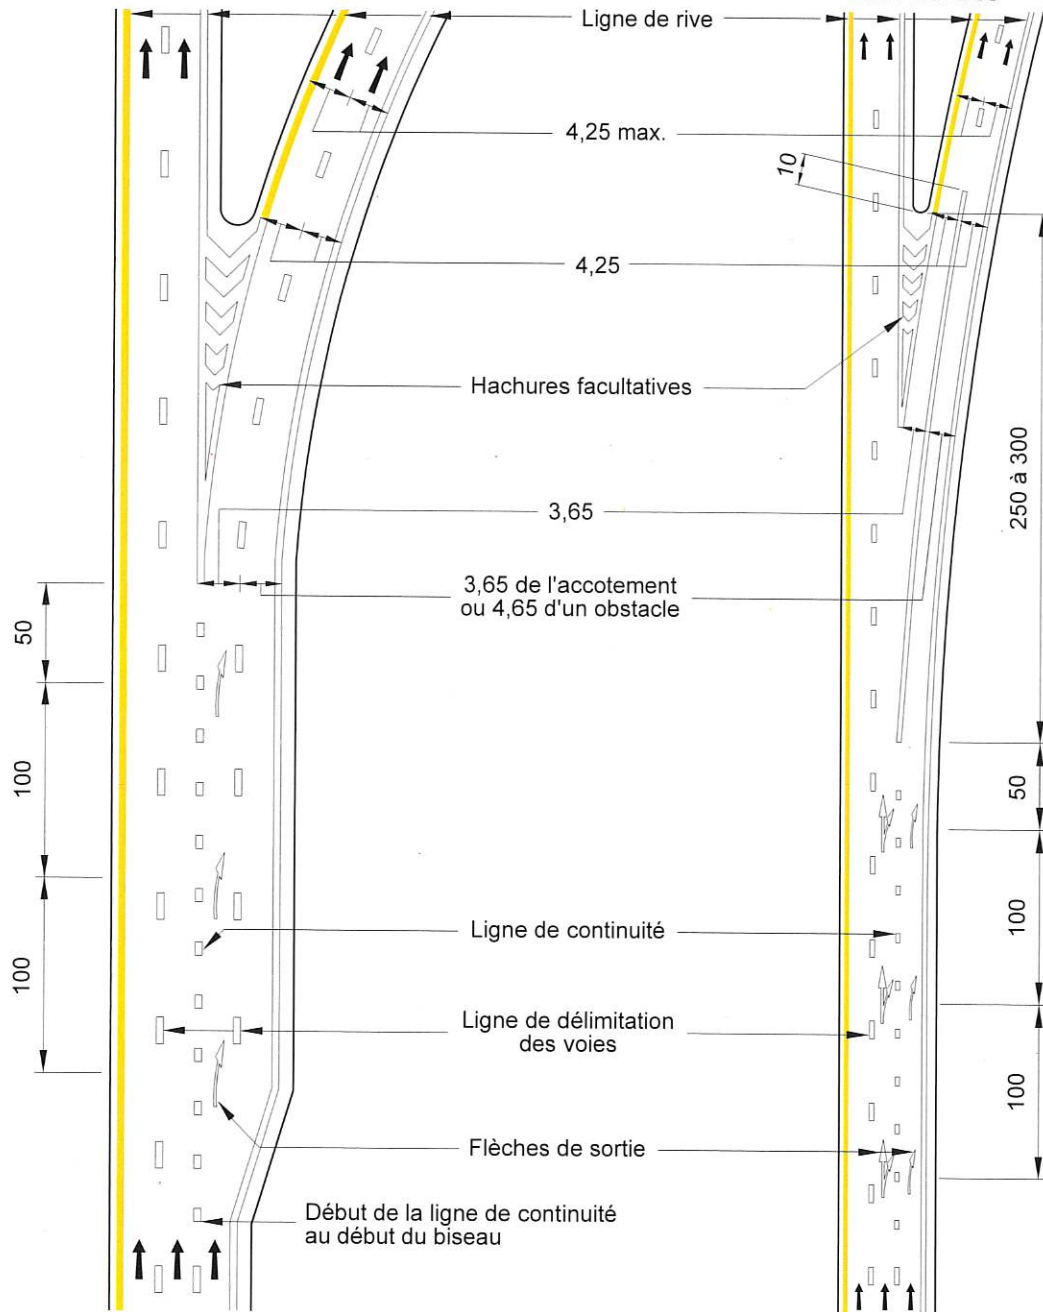 Ligne de rive
4,25 max.
10
4,25
Hachures facultatives
250 à 300
3,65
3,65 de l'accotement
ou 4,65 d'un obstacle
50
100
100
50
100
100
Ligne de continuité
Ligne de délimitation
des voies
Flèches de sortie
Début de la ligne de continuité
au début du biseau